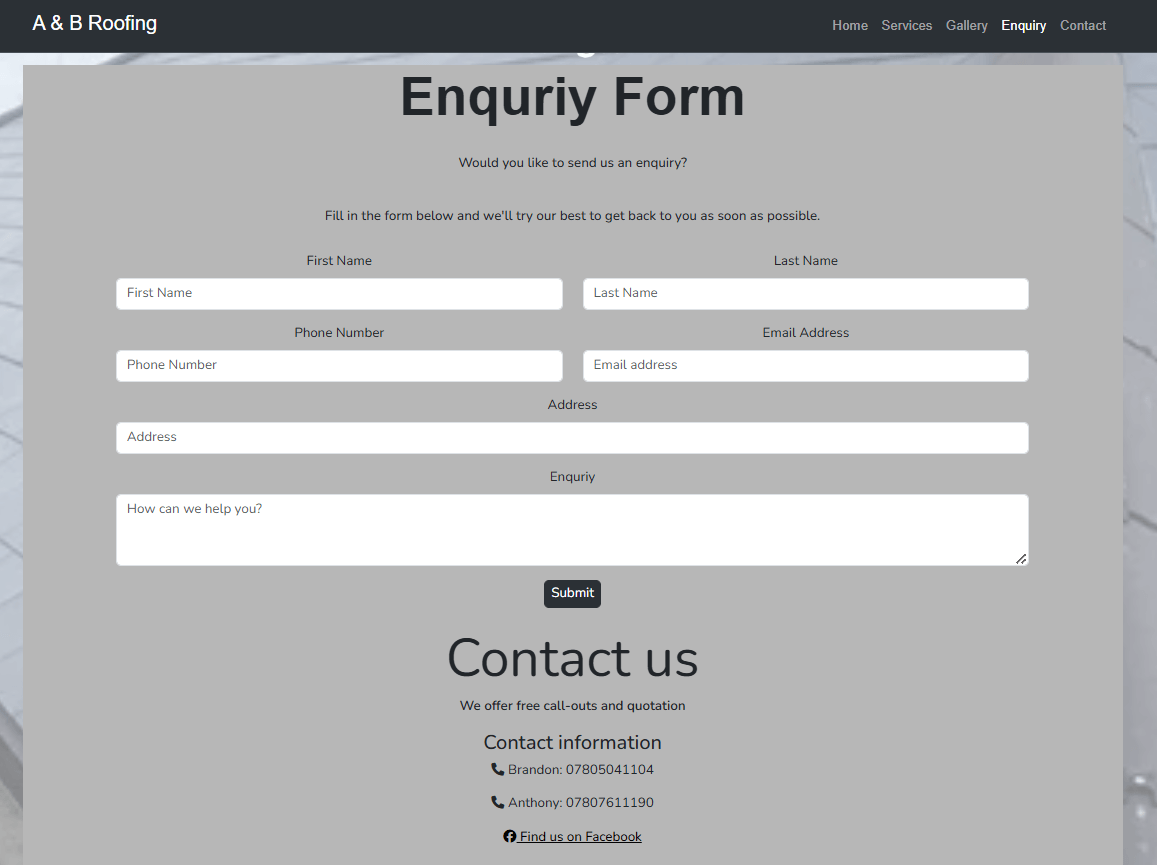 A & B Roofing
Home Services Gallery Enquiry Contact
Enquriy Form
Would you like to send us an enquiry?
Fill in the form below and we'll try our best to get back to you as soon as possible.
First Name Last Name
First Name Last Name
Phone Number Email Address
Phone Number Email address
Address
Address
Enquriy
How can we help you?
Submit
Contact us
We offer free call-outs and quotation
Contact information
Brandon: 07805041104
Anthony: 07807611190
Find us on Facebook